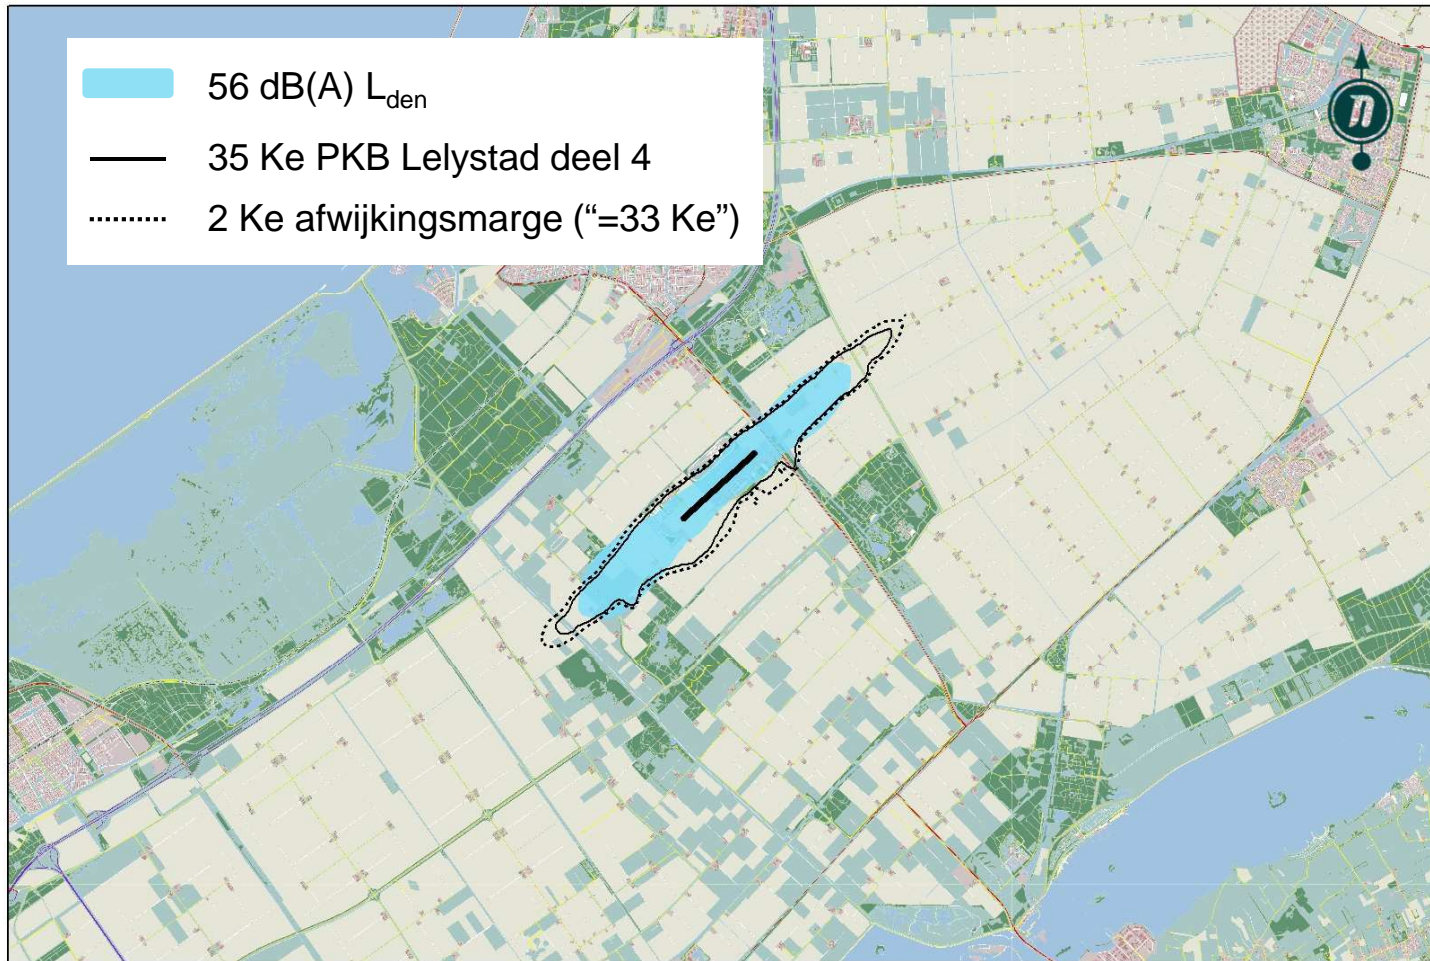 56 dB(A) Lden
35 Ke PKB Lelystad deel 4
2 Ke afwijkingsmarge (“=33 Ke”)